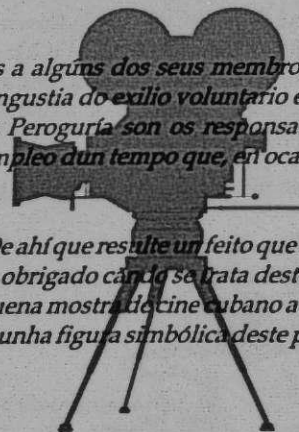 s a algúns dos seus membro
ngustia do exilio voluntario e
Peroguría son os responsa
mpleo dun tempo que, en oca
e ahí que resulte un feito que
obrigado cando se trata dest
uena mostra de cine cubano a
unha figura simbólica deste p